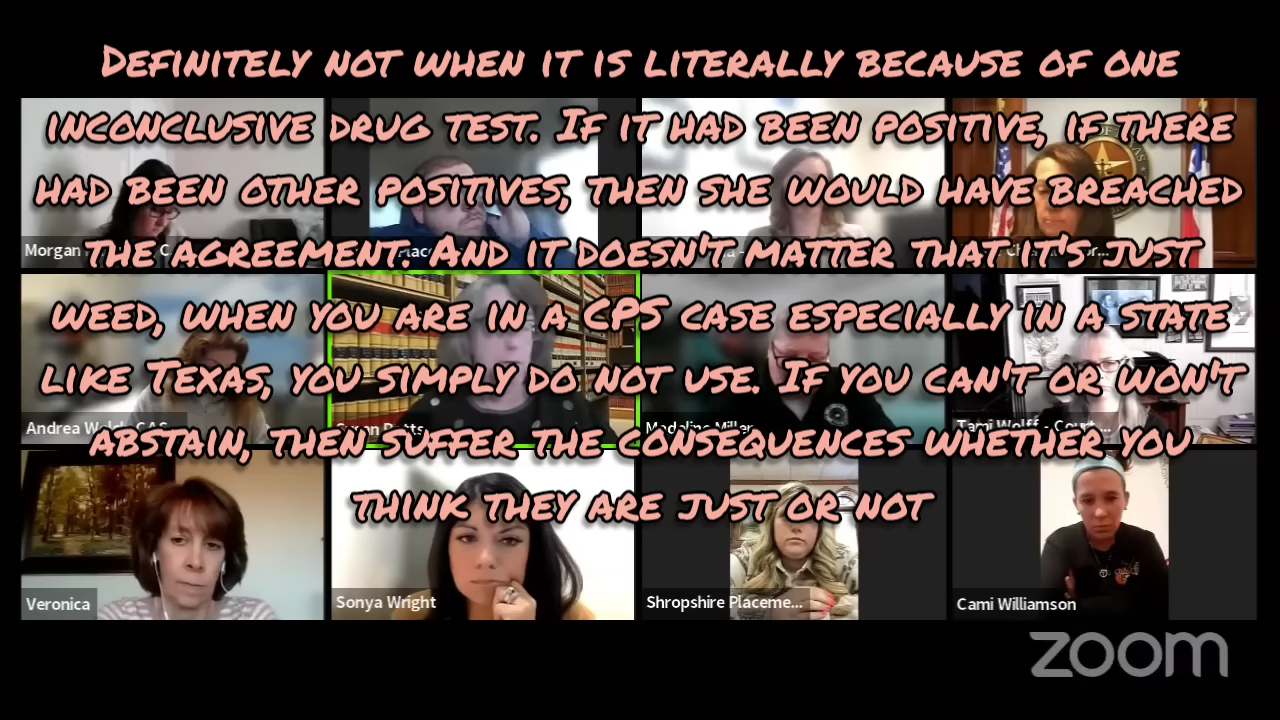 Definitely not when it is literally because of one
inconclusive drug test. If it had been positive, if there
had been other positives, then she would have breached
the agreement. And it doesn't matter that it's just
weed, when you are in a CPS case especially in a state
like Texas, you simply do not use. If you can't or won't
abstain, then suffer the consequences whether you
think they are just or not
Morgan
Andrea
Tami Wolff - Court...
Veronica
Sonya Wright
Shropshire Placeme...
Cami Williamson
zoom